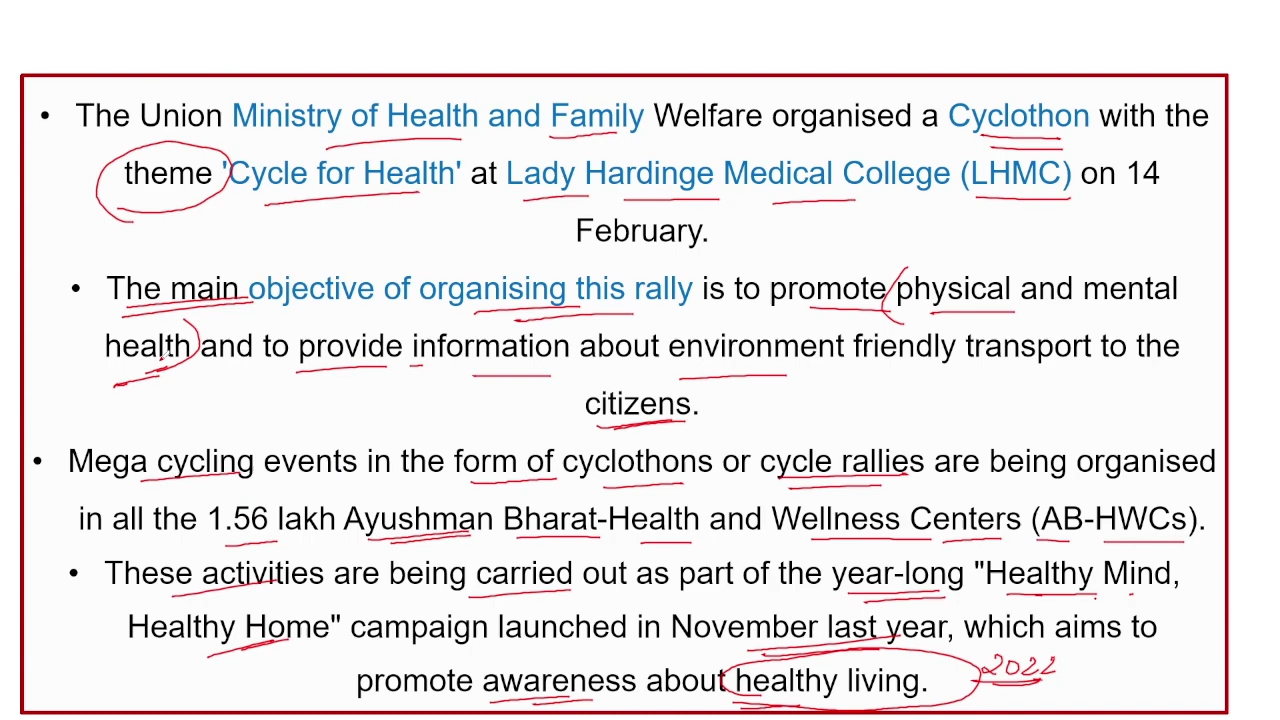 • The Union Ministry of Health and Family Welfare organised a Cyclothon with the
theme 'Cycle for Health' at Lady Hardinge Medical College (LHMC) on 14
February.
• The main objective of organising this rally is to promote physical and mental
health and to provide information about environment friendly transport to the
citizens.
• Mega cycling events in the form of cyclothons or cycle rallies are being organised
in all the 1.56 lakh Ayushman Bharat-Health and Wellness Centers (AB-HWCs).
• These activities are being carried out as part of the year-long "Healthy Mind,
Healthy Home" campaign launched in November last year, which aims to
promote awareness about healthy living. 2022